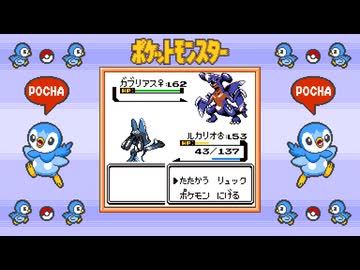 ポケットモンスター
POCHA
POCHA
ガブリアス♀:L62
HP:
ルカリオ♂:L53
HP:
43/137
▶たたかう リュック
ポケモン にげる